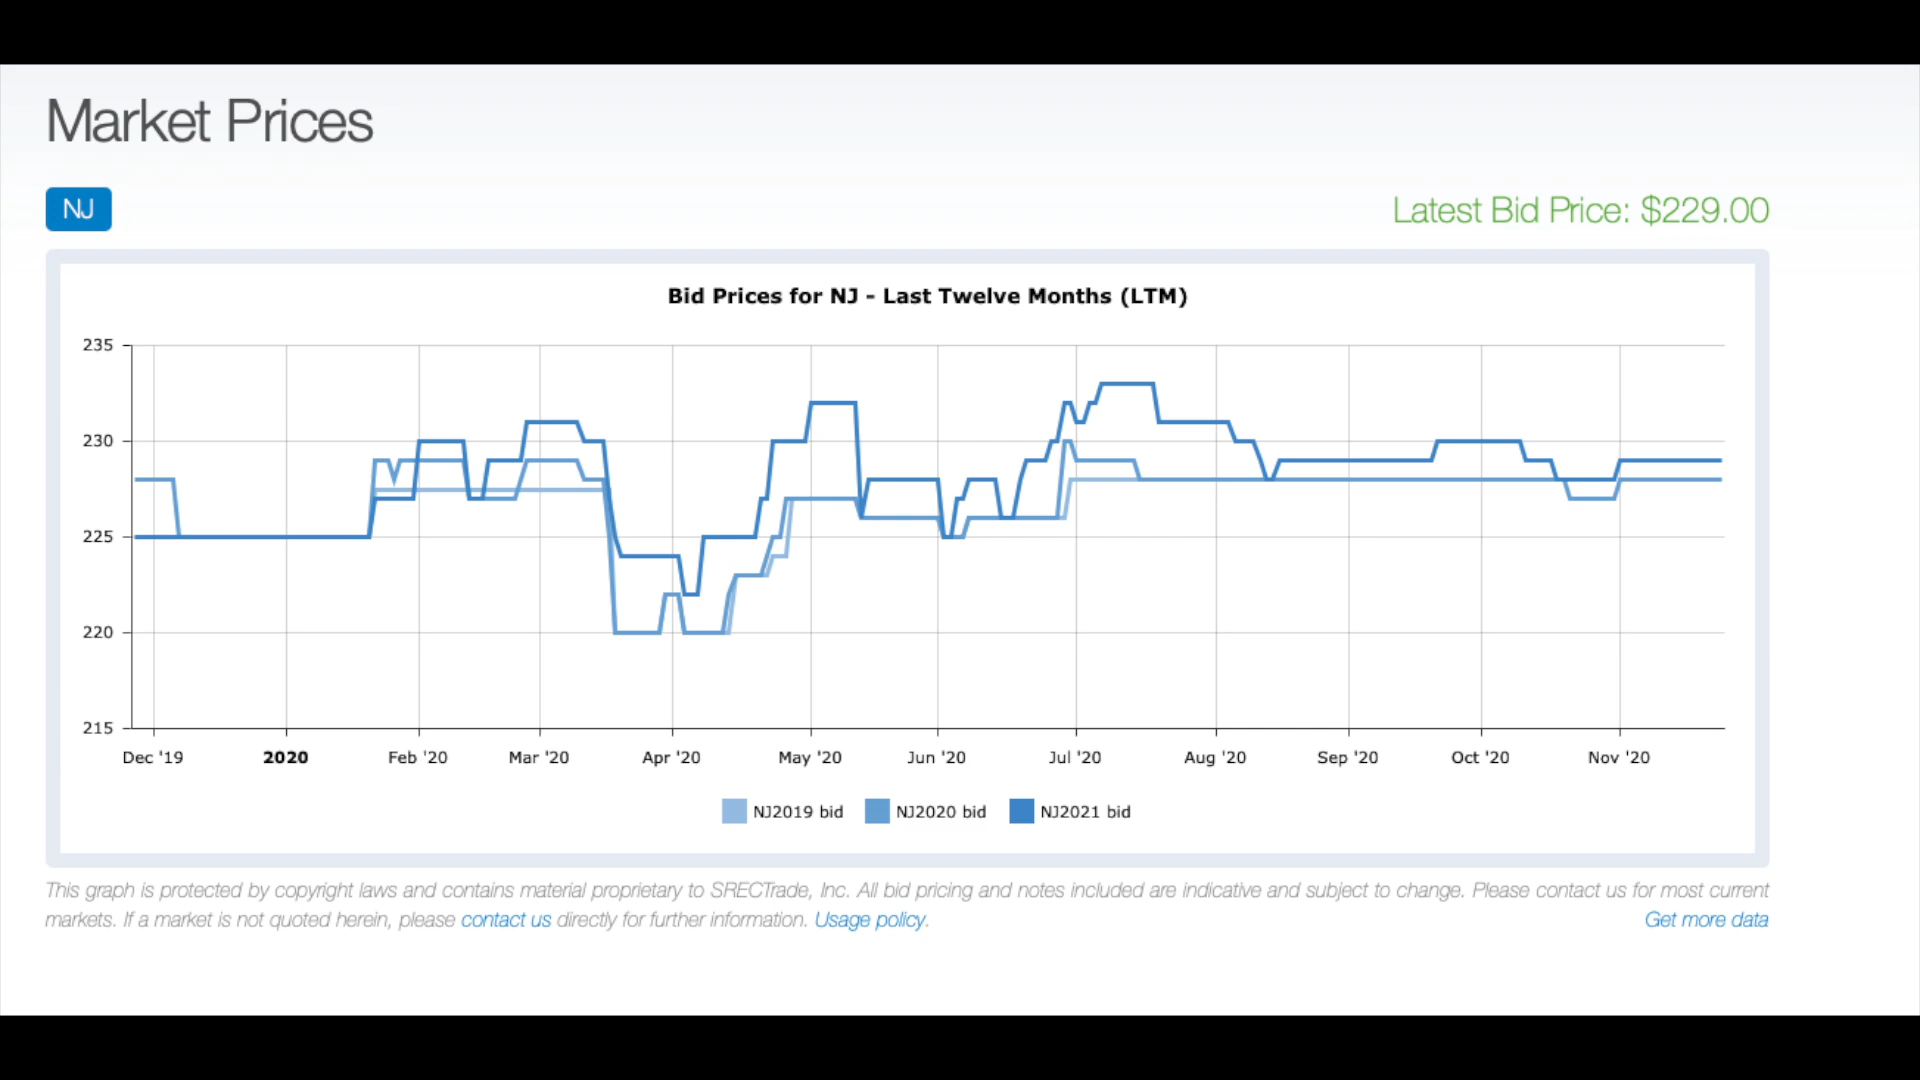 Market Prices
NJ
Latest Bid Price: $229.00
Bid Prices for NJ - Last Twelve Months (LTM)
235
230
225
220
215
Dec '19 2020 Feb '20 Mar '20 Apr '20 May '20 Jun '20 Jul '20 Aug '20 Sep '20 Oct '20 Nov '20
NJ2019 bid NJ2020 bid NJ2021 bid
This graph is protected by copyright laws and contains material proprietary to SRECTrade, Inc. All bid pricing and notes included are indicative and subject to change. Please contact us for most current
markets. If a market is not quoted herein, please contact us directly for further information. Usage policy.
Get more data